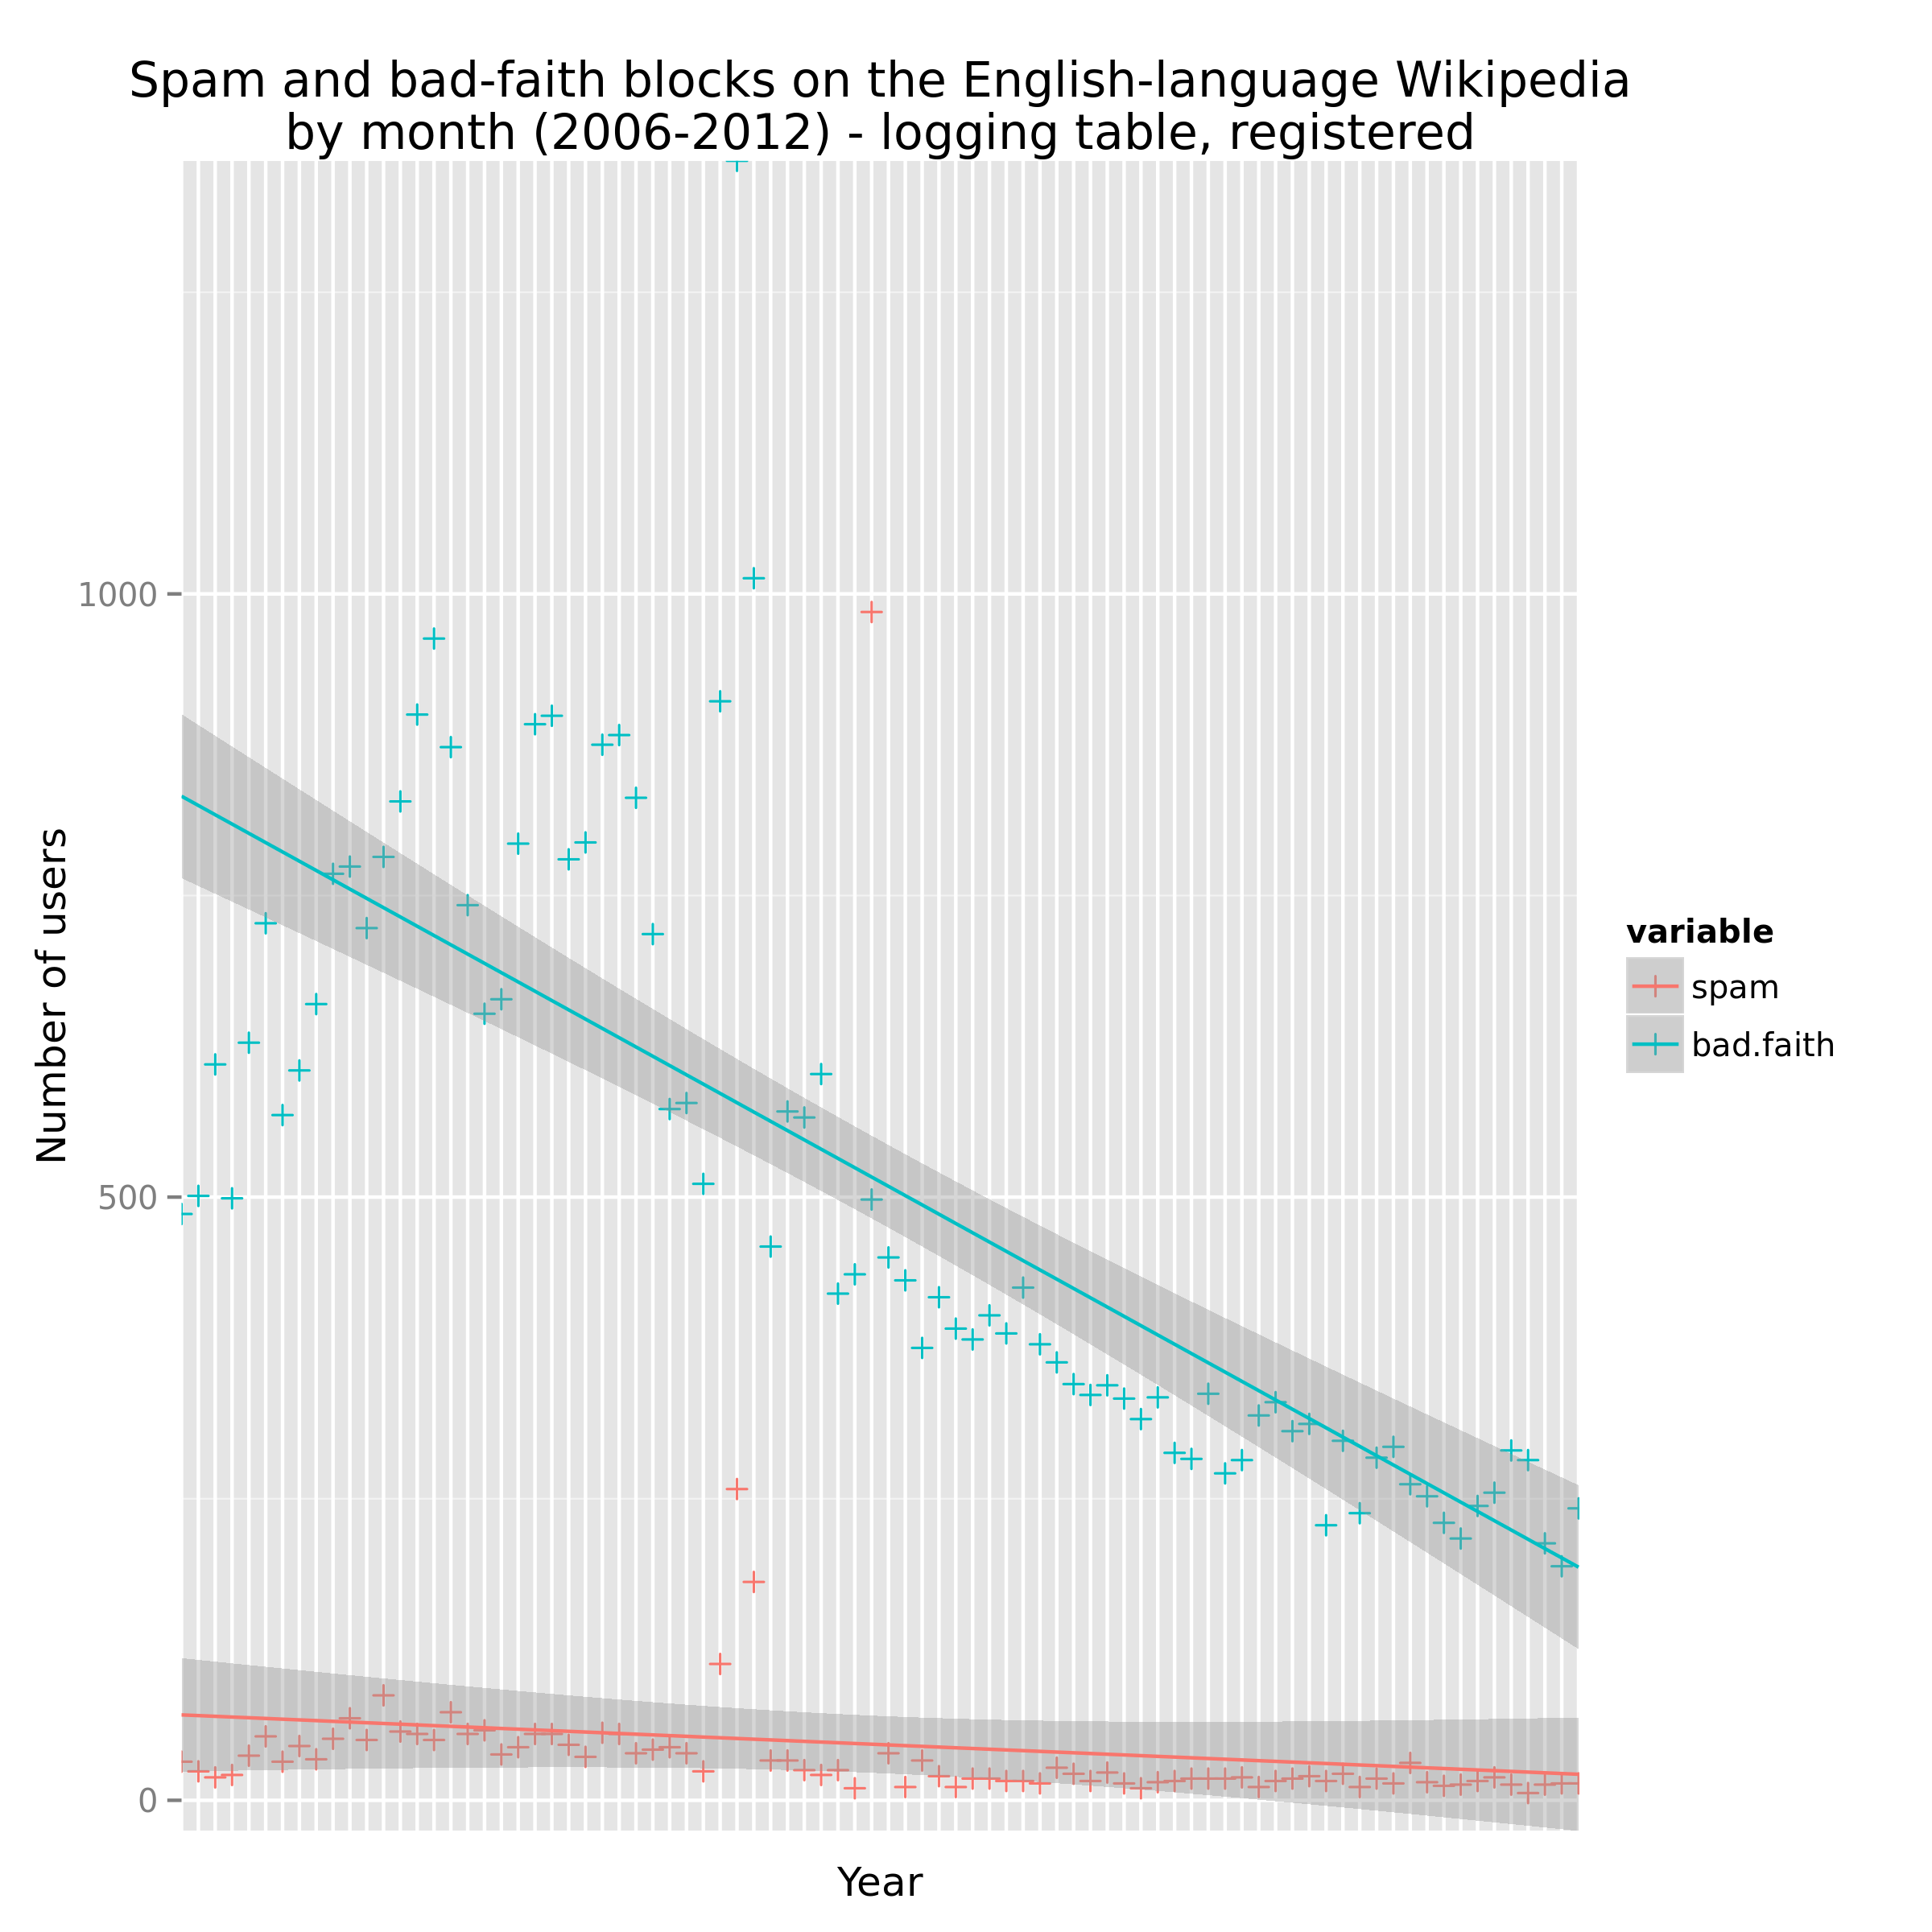 Spam and bad-faith blocks on the English-language Wikipedia
by month (2006-2012) - logging table, registered
1000
500
0
Number of users
Year
variable
spam
bad.faith